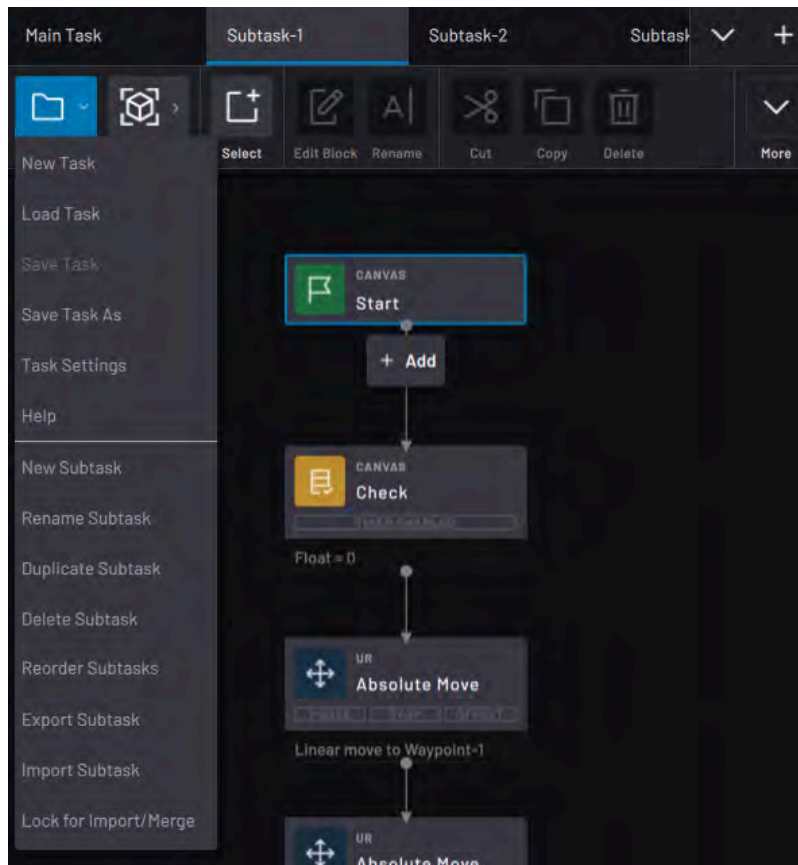 Main Task
Subtask-1
Subtask-2
Subtask
Select
Edit Block
Rename
Cut
Copy
Delete
More
New Task
Load Task
Save Task
Save Task As
Task Settings
Help
New Subtask
Rename Subtask
Duplicate Subtask
Delete Subtask
Reorder Subtasks
Export Subtask
Import Subtask
Lock for Import/Merge
CANVAS
Start
+ Add
CANVAS
Check
Float = 0
UR
Absolute Move
Linear move to Waypoint-1
UR
Absolute Move